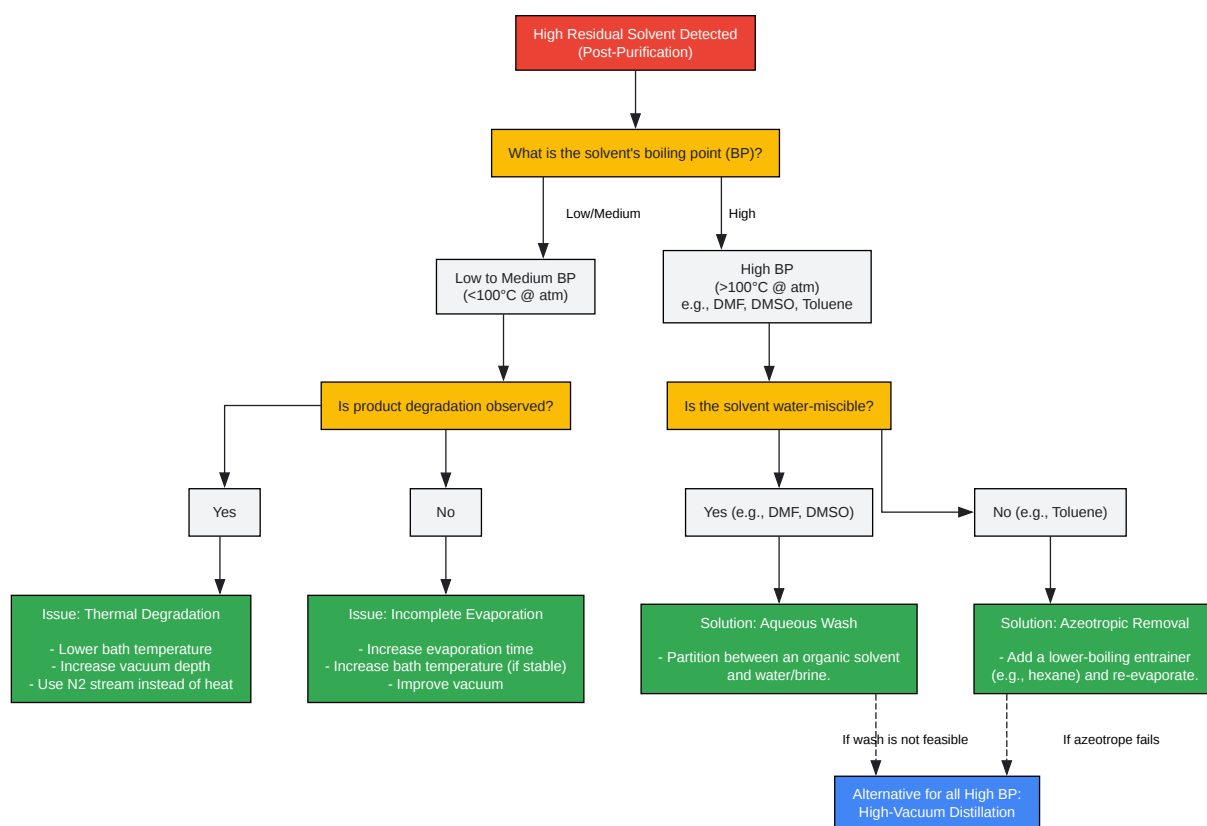 High Residual Solvent Detected
(Post-Purification)
What is the solvent's boiling point (BP)?
Low/Medium
High
Low to Medium BP
(<100°C @ atm)
High BP
(>100°C @ atm)
e.g., DMF, DMSO, Toluene
Is product degradation observed?
Is the solvent water-miscible?
Yes
No
Yes (e.g., DMF, DMSO)
No (e.g., Toluene)
Issue: Thermal Degradation
- Lower bath temperature
- Increase vacuum depth
- Use N2 stream instead of heat
Issue: Incomplete Evaporation
- Increase evaporation time
- Increase bath temperature (if stable)
- Improve vacuum
Solution: Aqueous Wash
- Partition between an organic solvent
and water/brine.
Solution: Azeotropic Removal
- Add a lower-boiling entrainer
(e.g., hexane) and re-evaporate.
If wash is not feasible
If azeotrope fails
Alternative for all High BP:
High-Vacuum Distillation